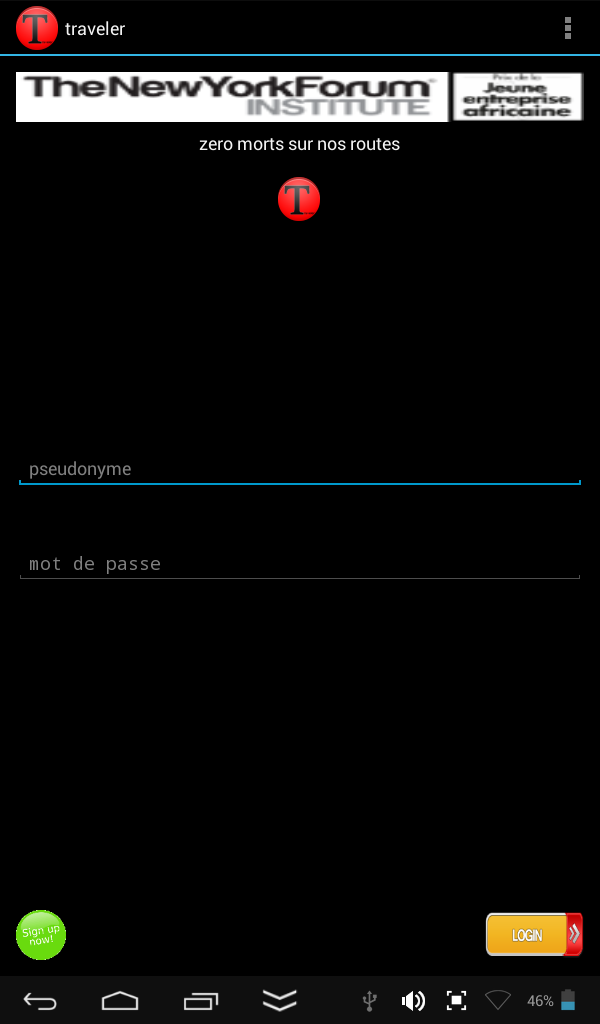 T traveler
TheNewYorkForum
INSTITUTE
Prix de la
Jeune
entreprise
africaine
zero morts sur nos routes
T
pseudonyme
mot de passe
Sign up
now!
LOGIN
46%